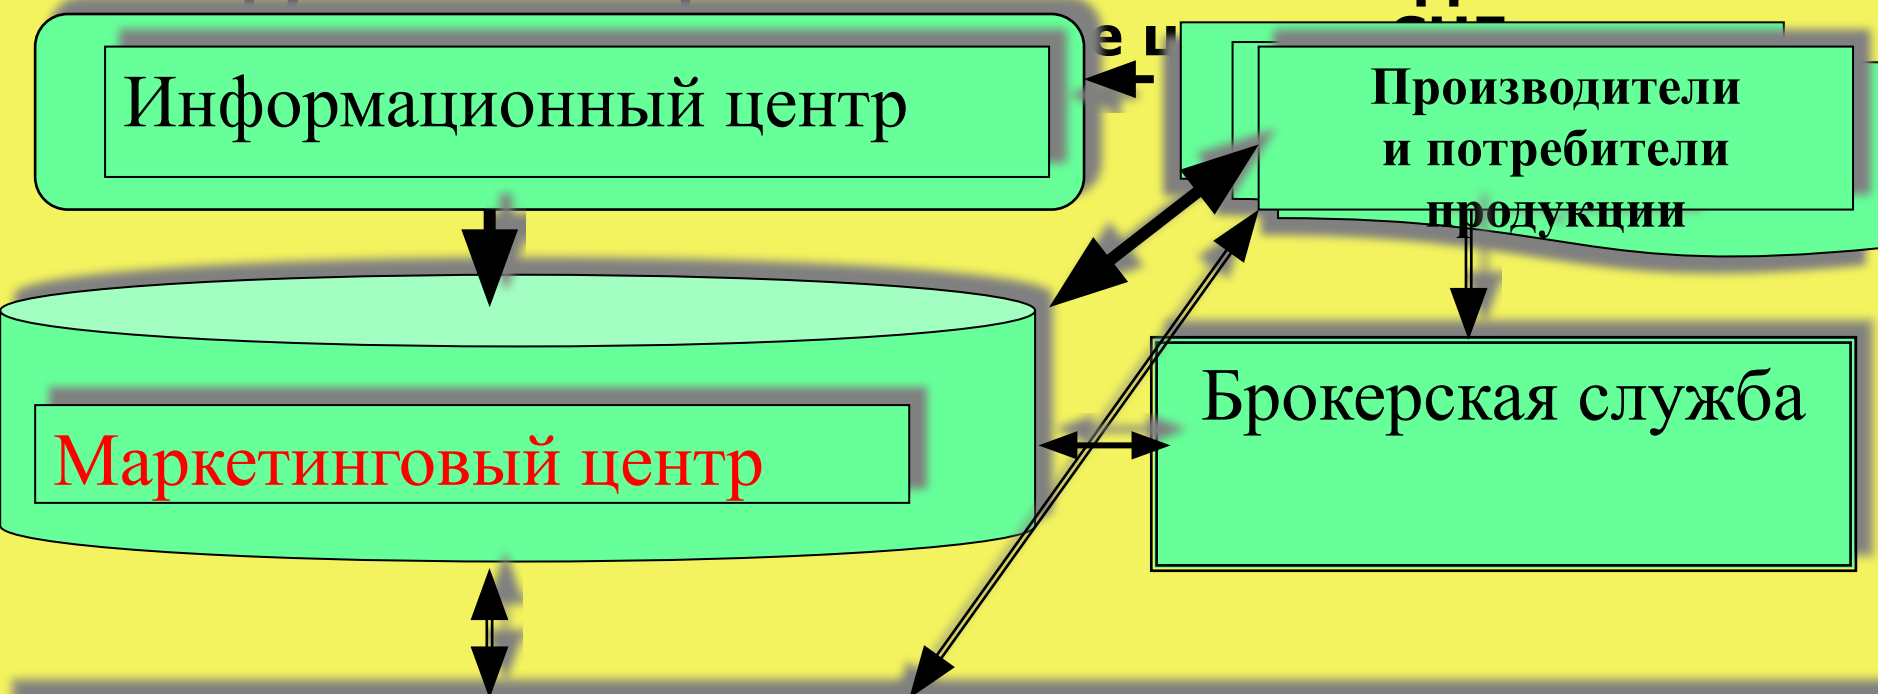 Информационный центр
Производители
и потребители
продукции
Брокерская служба
Маркетинговый центр